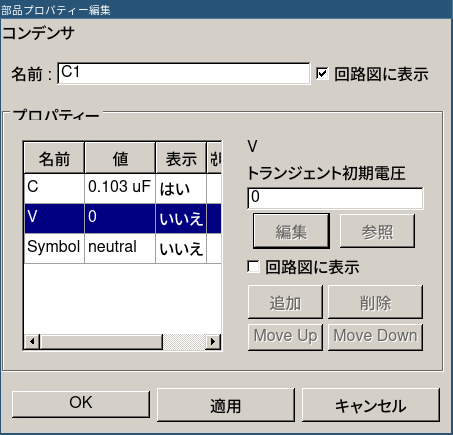 部品プロパティー編集
コンデンサ
名前 : C1 回路図に表示
プロパティー
名前 値 表示
C 0.103 uF はい
V 0 いいえ
Symbol neutral いいえ
V
トランジェント初期電圧
0
編集 参照
回路図に表示
追加 削除
Move Up Move Down
OK 適用 キャンセル